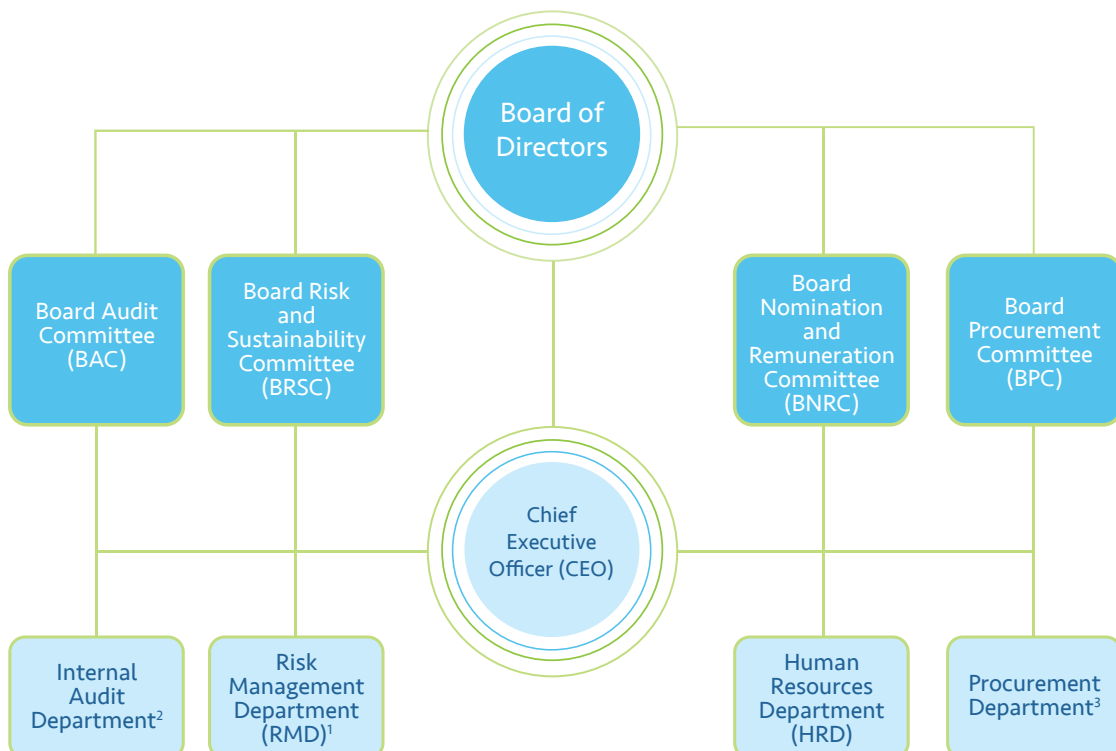 Board of
Directors
Board Audit
Committee
(BAC)
Board Risk
and
Sustainability
Committee
(BRSC)
Board
Nomination
and
Remuneration
Committee
(BNRC)
Board
Procurement
Committee
(BPC)
Chief
Executive
Officer (CEO)
Internal
Audit
Department²
Risk
Management
Department
(RMD)¹
Human
Resources
Department
(HRD)
Procurement
Department³